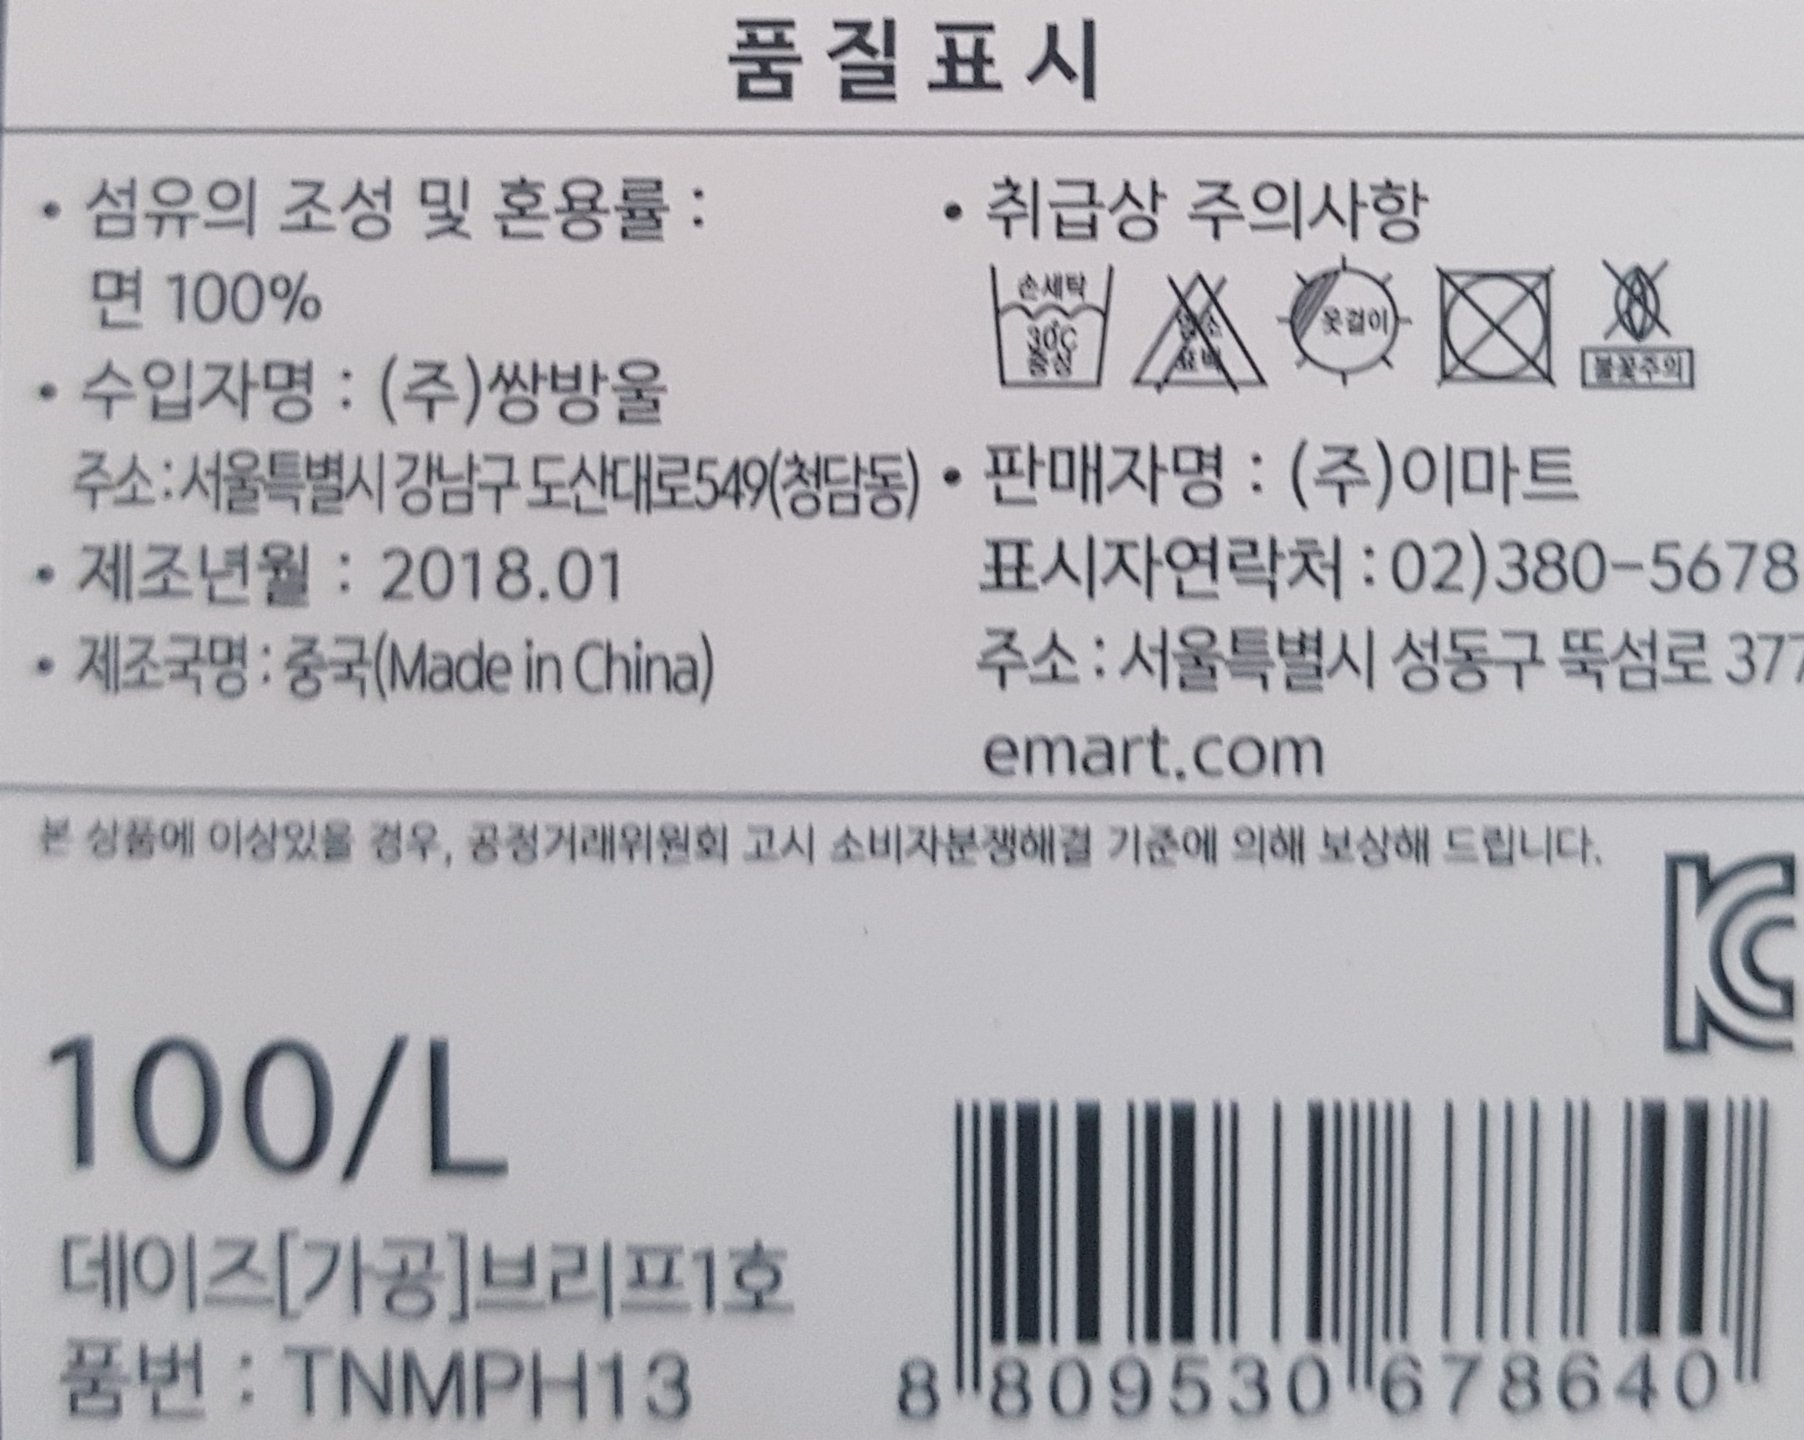 품질표시
• 섬유의 조성 및 혼용률 :
면 100%
• 수입자명 : (주)쌍방울
주소 : 서울특별시 강남구 도산대로549(청담동)
• 제조년월 : 2018.01
• 제조국명 : 중국(Made in China)
• 취급상 주의사항
손세탁
30℃
중성
염소
표백
옷걸이
불꽃주의
• 판매자명 : (주)이마트
표시자연락처 : 02)380-5678
주소 : 서울특별시 성동구 뚝섬로 377
emart.com
본 상품에 이상있을 경우, 공정거래위원회 고시 소비자분쟁해결 기준에 의해 보상해 드립니다.
KC
100/L
데이즈[가공]브리프1호
품번 : TNMPH13
8 809530 678640